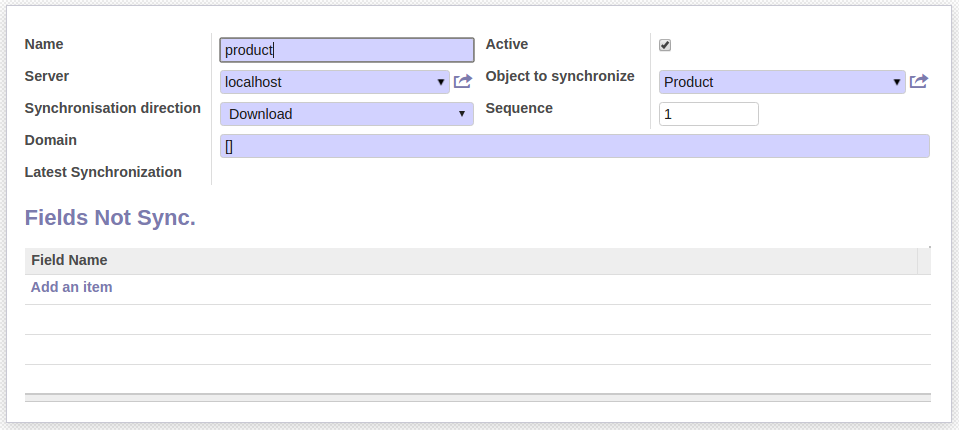 Name product Active
Server localhost Object to synchronize Product
Synchronisation direction Download Sequence 1
Domain []
Latest Synchronization
Fields Not Sync.
Field Name
Add an item